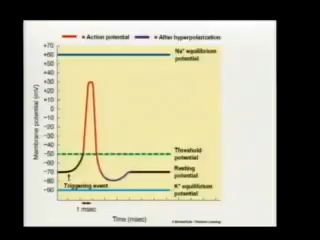 = Action potential = After hyperpolarization
+70
+60
+50
+40
+30
+20
+10
0
−10
−20
−30
−40
−50
−60
−70
−80
−90
Membrane potential (mV)
Na⁺ equilibrium
potential
Threshold
potential
Resting
potential
K⁺ equilibrium
potential
Triggering event
1 msec
Time (msec)